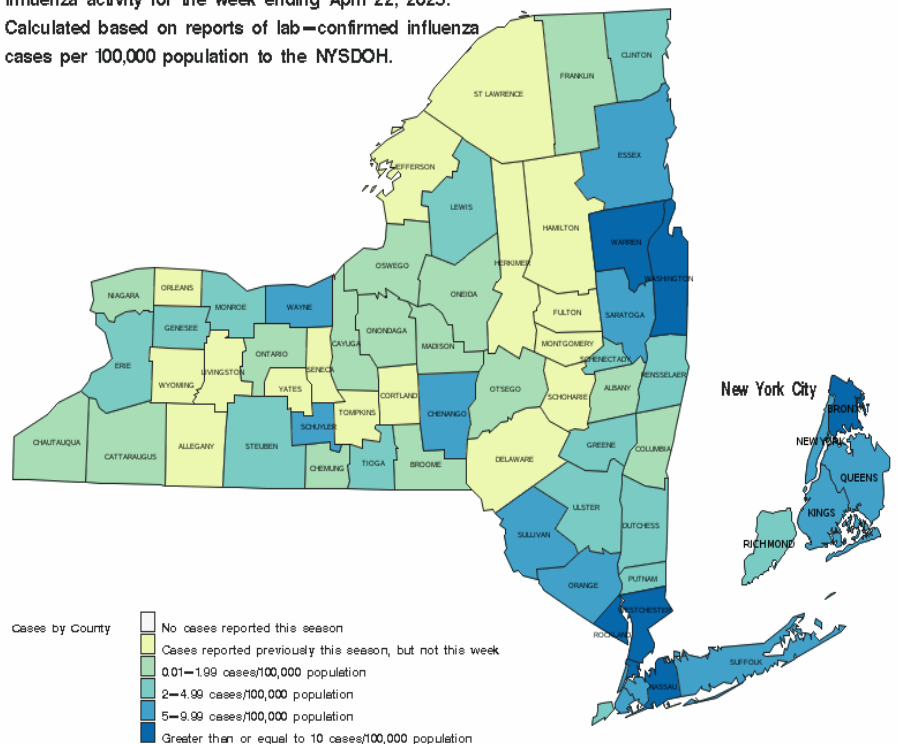 Influenza activity for the week ending April 22, 2023.
Calculated based on reports of lab-confirmed influenza
cases per 100,000 population to the NYSDOH.
CLINTON
FRANKLIN
ST LAWRENCE
ESSEX
JEFFERSON
LEWIS
HAMILTON
WARREN
HERKIMER
OSWEGO
WASHINGTON
ORLEANS
NIAGARA
ONEIDA
MONROE
WAYNE
FULTON
SARATOGA
GENESEE
ONONDAGA
MONTGOMERY
CAYUGA
MADISON
ONTARIO
SCHENECTADY
ERIE
SENECA
LIVINGSTON
RENSSELAER
WYOMING
YATES
OTSEGO
ALBANY
CORTLAND
SCHOHARIE
New York City
TOMPKINS
CHENANGO
BRONX
SCHUYLER
CHAUTAUQUA
ALLEGANY
STEUBEN
GREENE
NEW YORK
COLUMBIA
CATTARAUGUS
DELAWARE
TIOGA
BROOME
CHEMUNG
QUEENS
ULSTER
KINGS
DUTCHESS
SULLIVAN
RICHMOND
PUTNAM
ORANGE
WESTCHESTER
ROCKLAND
SUFFOLK
NASSAU
Cases by County
No cases reported this season
Cases reported previously this season, but not this week
0.01-1.99 cases/100,000 population
2-4.99 cases/100,000 population
5-9.99 cases/100,000 population
Greater than or equal to 10 cases/100,000 population